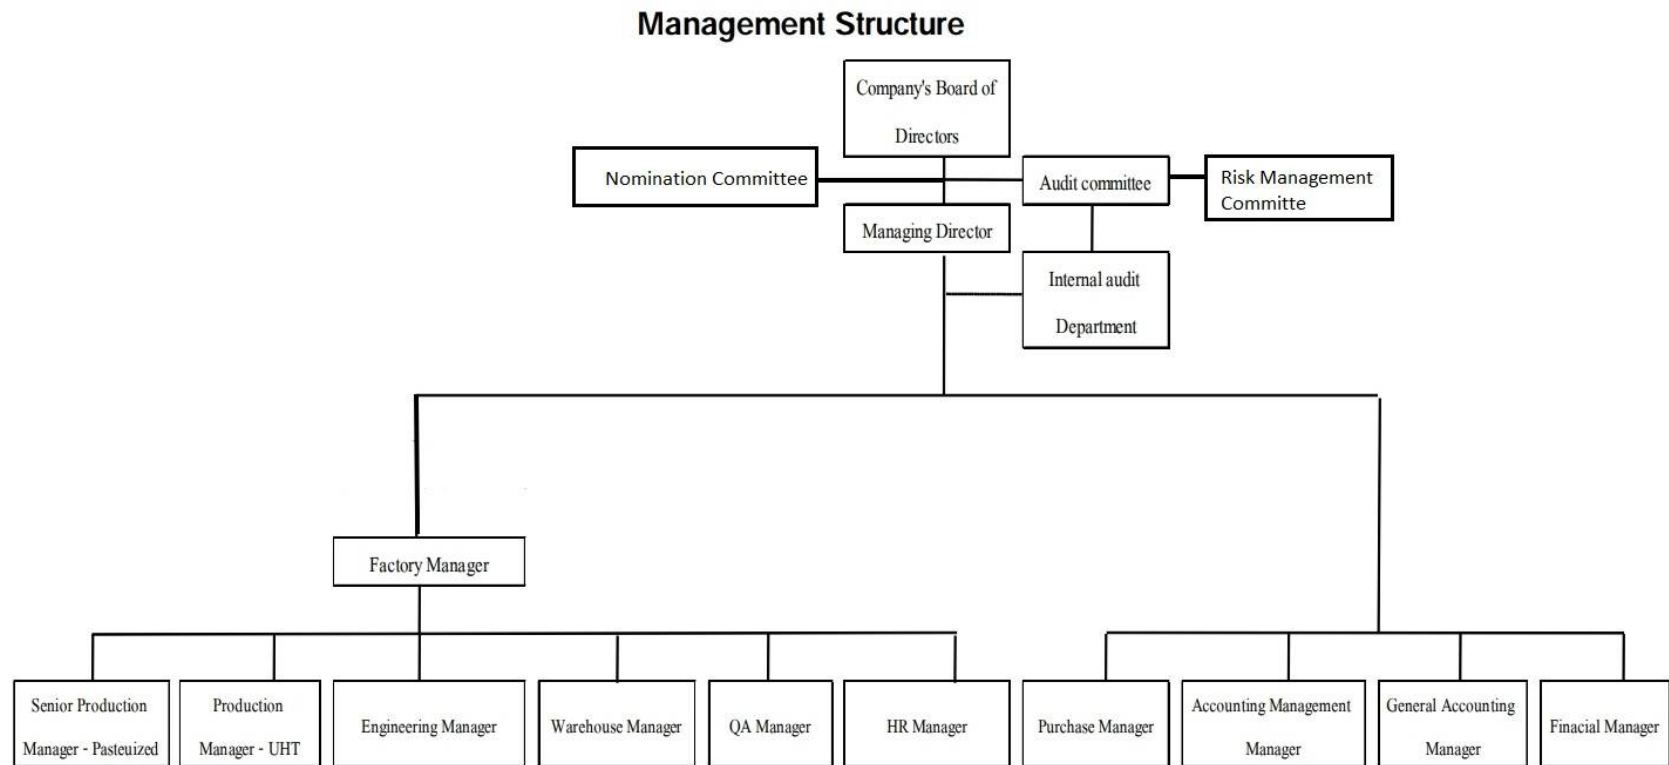 Management Structure
Company's Board of
Directors
Nomination Committee
Audit committee
Risk Management
Committe
Managing Director
Internal audit
Department
Factory Manager
Senior Production
Manager - Pasteuized
Production
Manager - UHT
Engineering Manager
Warehouse Manager
QA Manager
HR Manager
Purchase Manager
Accounting Management
Manager
General Accounting
Manager
Finacial Manager